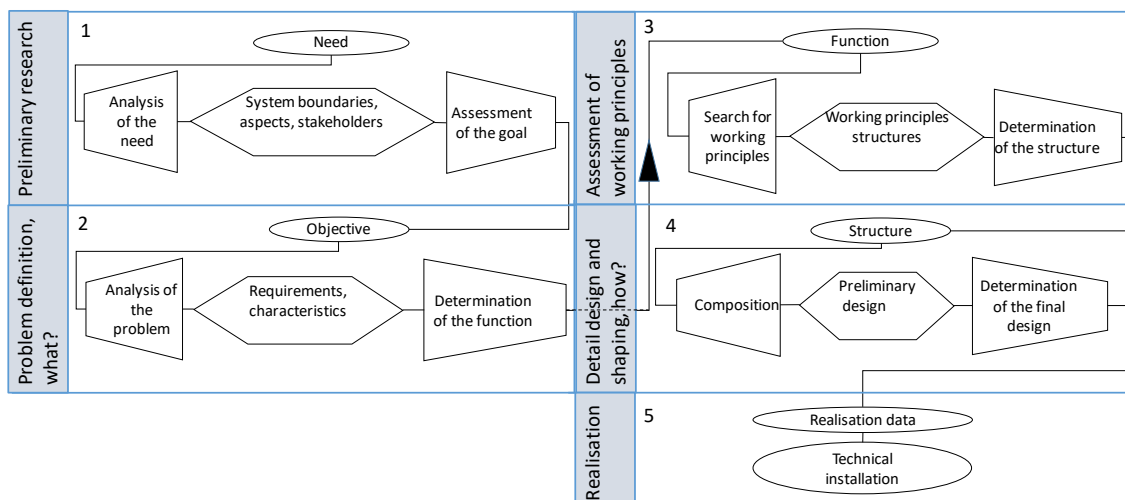 Preliminary research
1
Need
Analysis
of the
need
System boundaries,
aspects, stakeholders
Assessment
of the goal
Problem definition,
what?
2
Objective
Analysis of
the
problem
Requirements,
characteristics
Determination
of the function
Assessment of
working principles
3
Function
Search for
working
principles
Working principles
structures
Determination
of the structure
Detail design and
shaping, how?
4
Structure
Composition
Preliminary
design
Determination
of the final
design
Realisation
5
Realisation data
Technical
installation